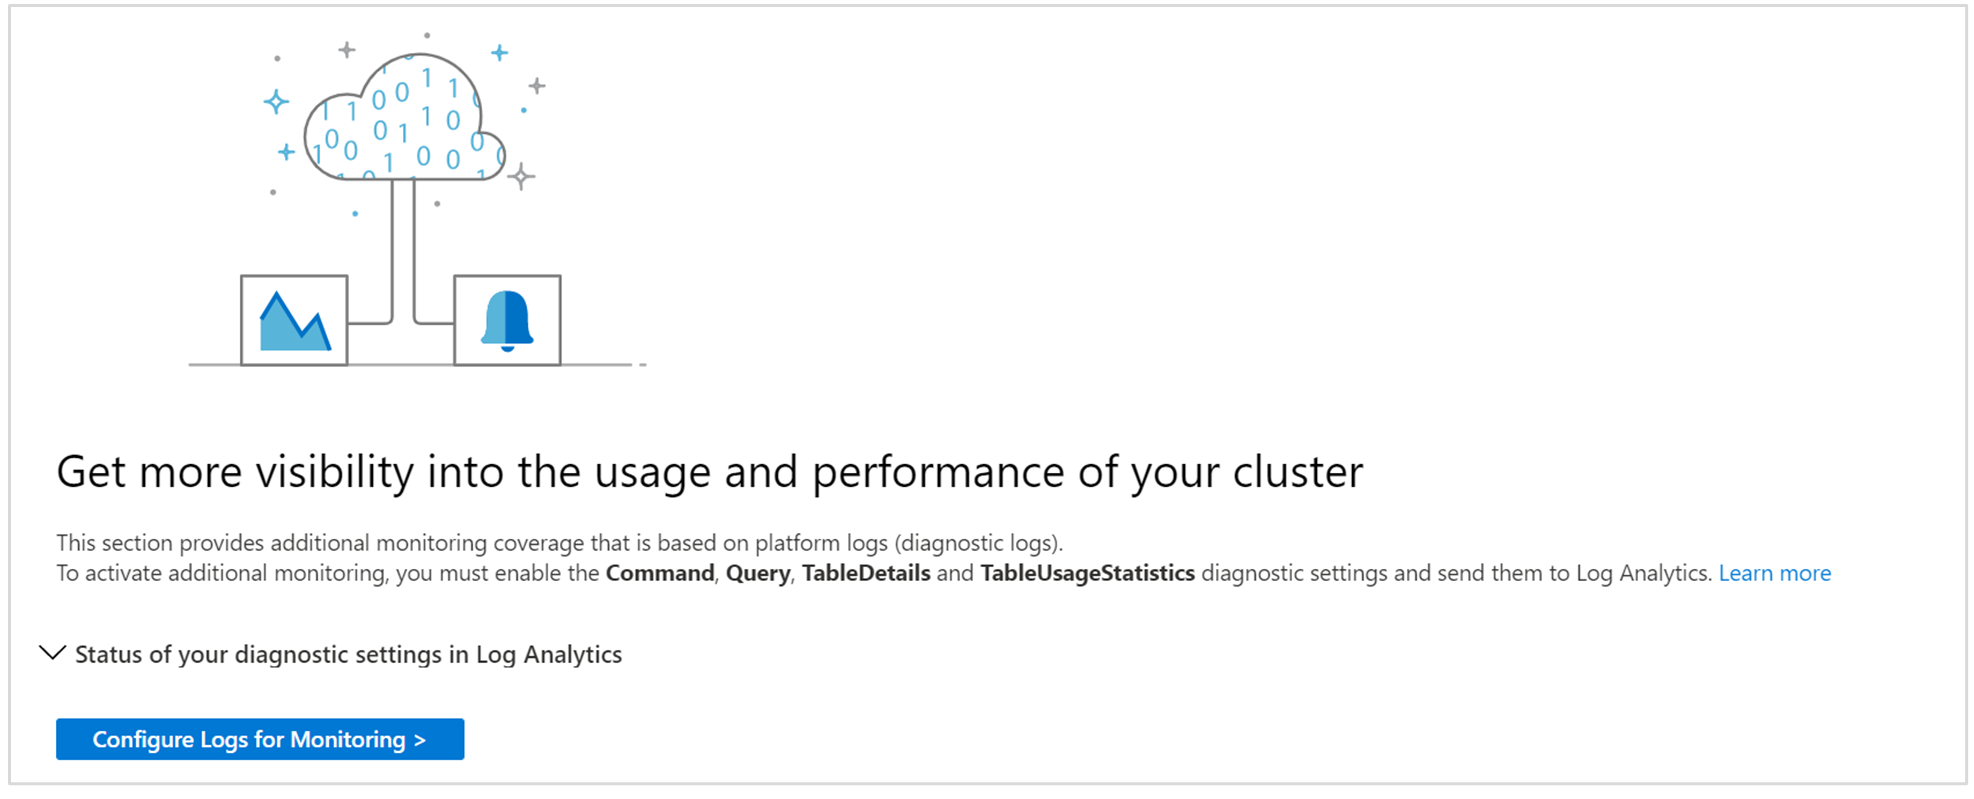 Get more visibility into the usage and performance of your cluster
This section provides additional monitoring coverage that is based on platform logs (diagnostic logs).
To activate additional monitoring, you must enable the Command, Query, TableDetails and TableUsageStatistics diagnostic settings and send them to Log Analytics. Learn more
Status of your diagnostic settings in Log Analytics
Configure Logs for Monitoring >